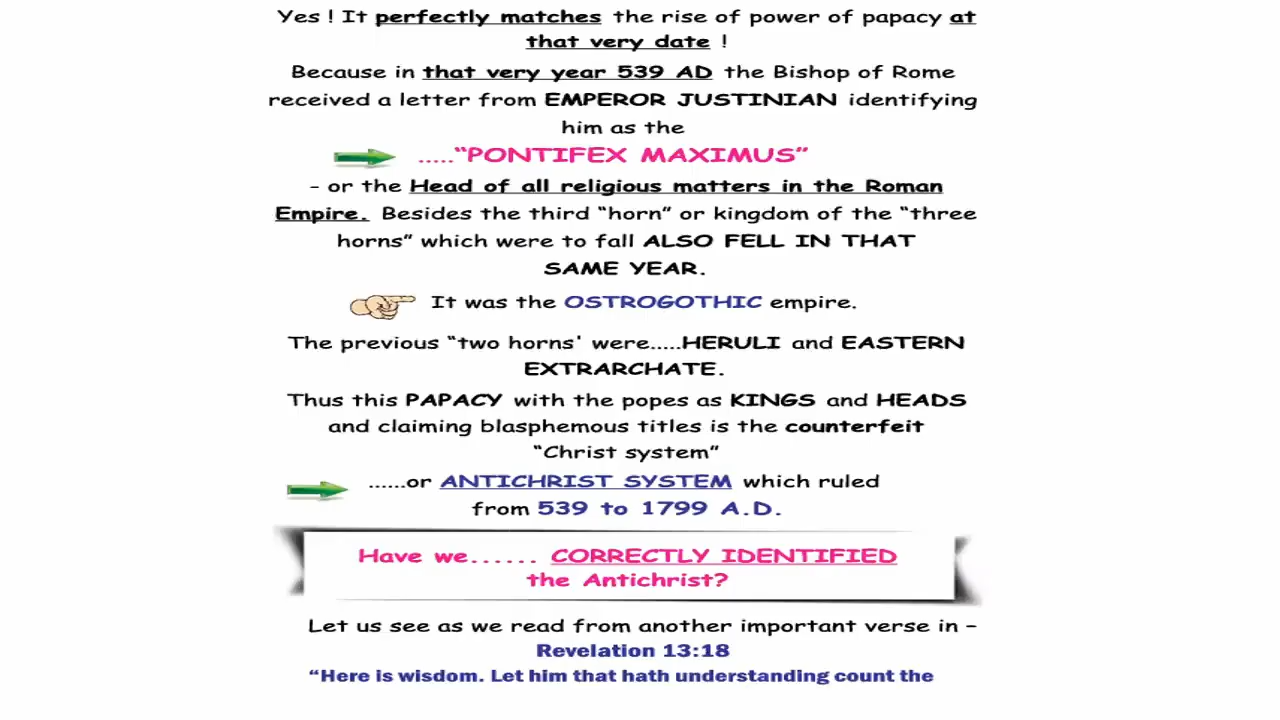 Yes ! It perfectly matches the rise of power of papacy at
that very date !
Because in that very year 539 AD the Bishop of Rome
received a letter from EMPEROR JUSTINIAN identifying
him as the
....."PONTIFEX MAXIMUS"
- or the Head of all religious matters in the Roman
Empire. Besides the third "horn" or kingdom of the "three
horns" which were to fall ALSO FELL IN THAT
SAME YEAR.
It was the OSTROGOTHIC empire.
The previous "two horns' were.....HERULI and EASTERN
EXTRARCHATE.
Thus this PAPACY with the popes as KINGS and HEADS
and claiming blasphemous titles is the counterfeit
"Christ system"
......or ANTICHRIST SYSTEM which ruled
from 539 to 1799 A.D.
Have we...... CORRECTLY IDENTIFIED
the Antichrist?
Let us see as we read from another important verse in –
Revelation 13:18
"Here is wisdom. Let him that hath understanding count the